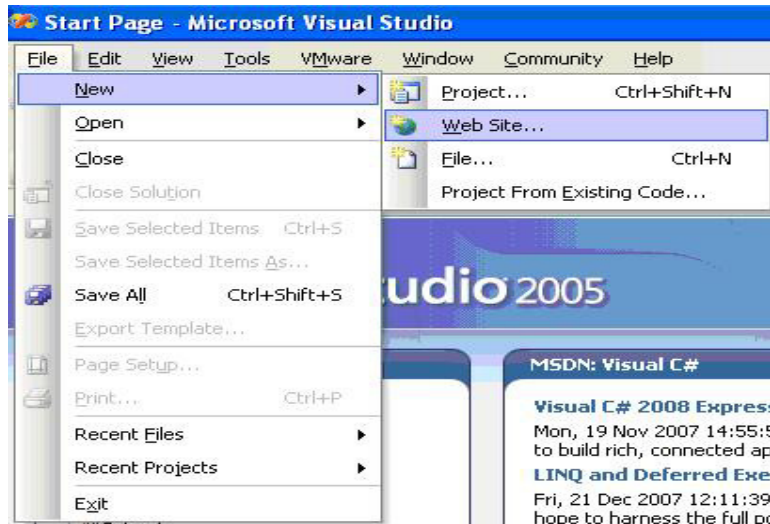 Start Page - Microsoft Visual Studio
File Edit View Tools VMware Window Community Help
New
Open
Close
Close Solution
Save Selected Items Ctrl+S
Save Selected Items As...
Save All Ctrl+Shift+S
Export Template...
Page Setup...
Print... Ctrl+P
Recent Files
Recent Projects
Exit
Project... Ctrl+Shift+N
Web Site...
File... Ctrl+N
Project From Existing Code...
udio 2005
MSDN: Visual C#
Visual C# 2008 Express
Mon, 19 Nov 2007 14:55:5
to build rich, connected ap
LINQ and Deferred Exe
Fri, 21 Dec 2007 12:11:39
hope to harness the full po